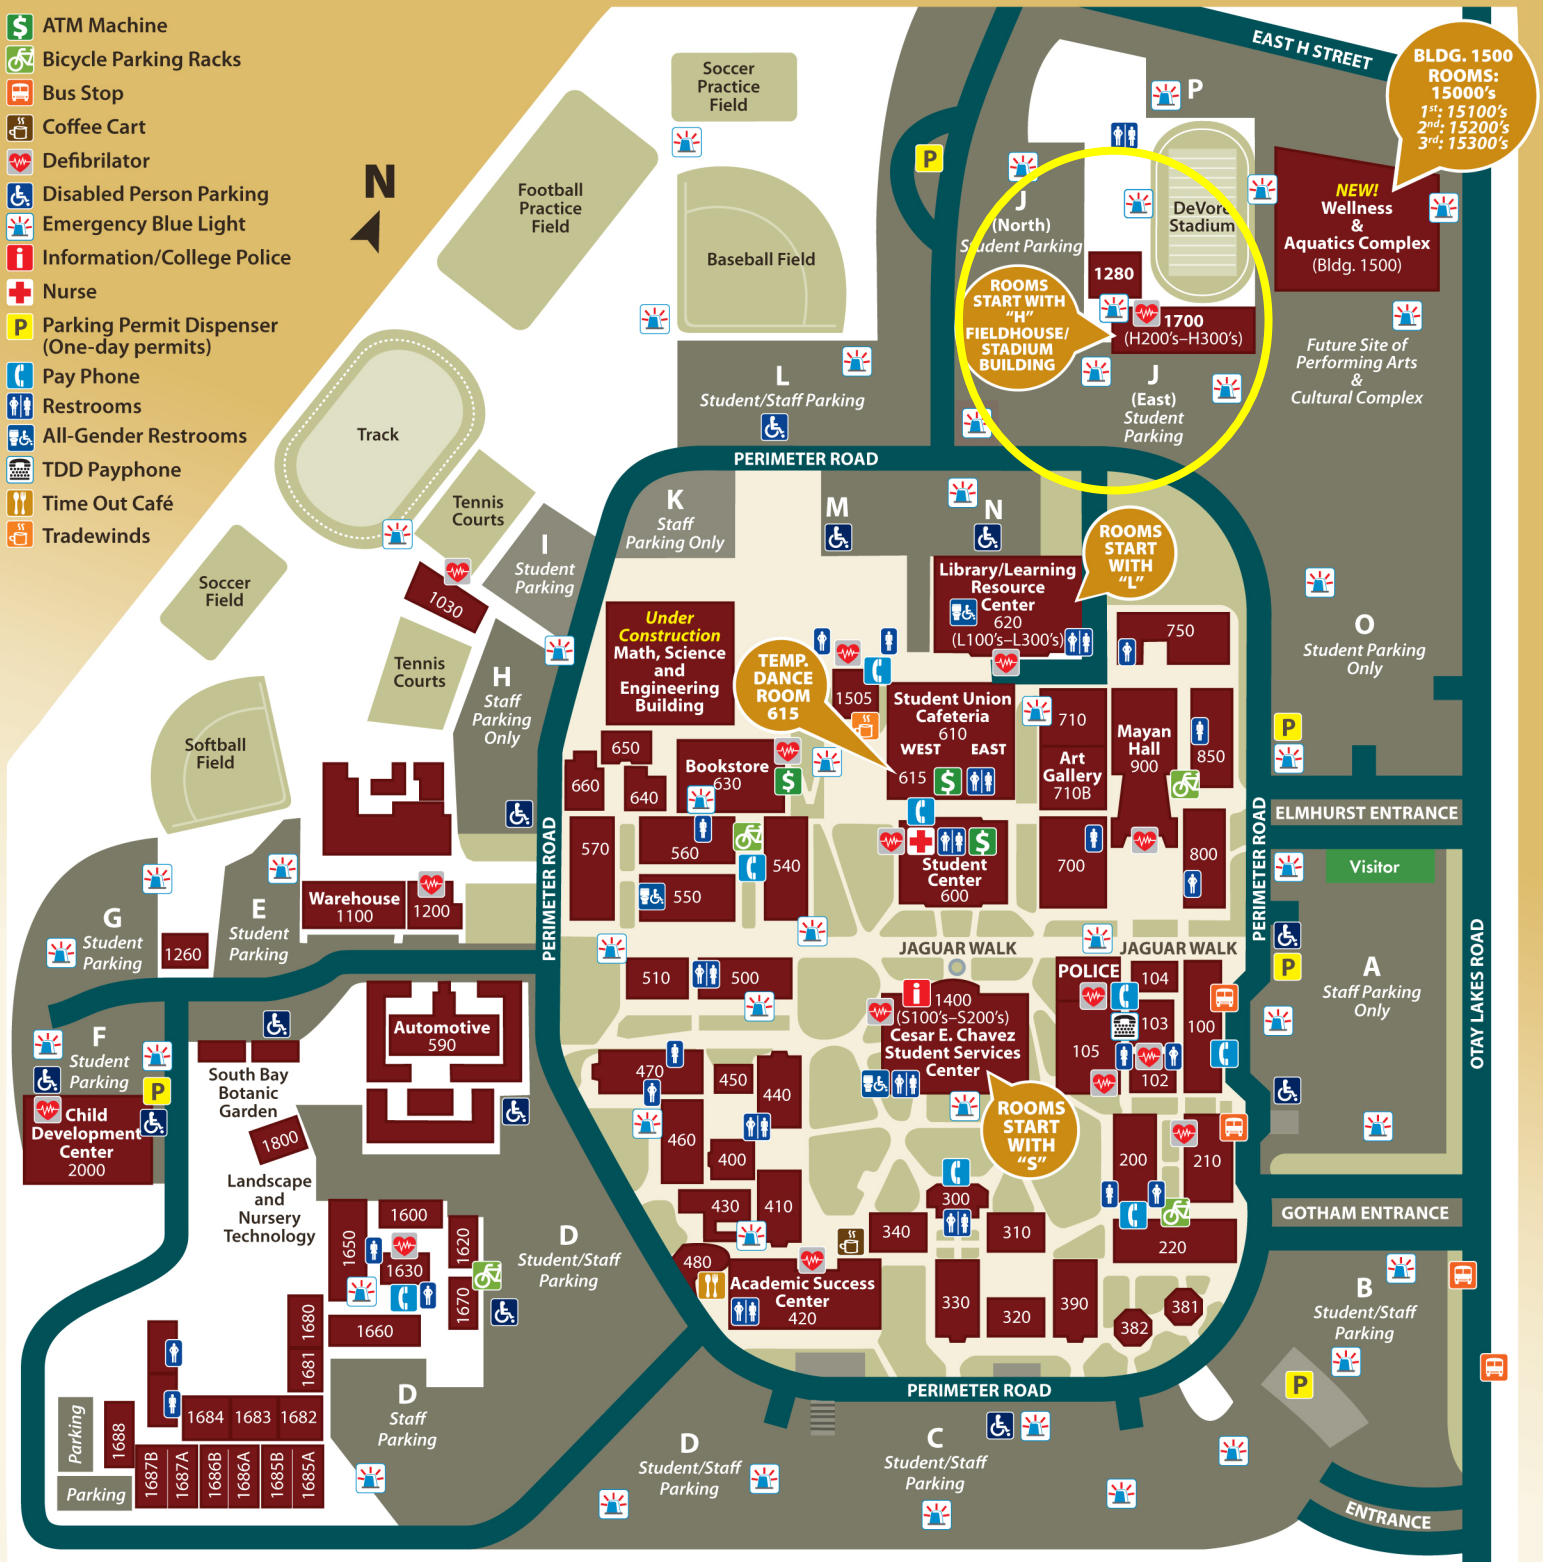 ATM Machine
Bicycle Parking Racks
Bus Stop
Coffee Cart
Defibrilator
Disabled Person Parking
Emergency Blue Light
Information/College Police
Nurse
Parking Permit Dispenser
(One-day permits)
Pay Phone
Restrooms
All-Gender Restrooms
TDD Payphone
Time Out Café
Tradewinds
N
Soccer
Practice
Field
Football
Practice
Field
Baseball Field
Track
Tennis
Courts
Soccer
Field
Tennis
Courts
Softball
Field
EAST H STREET
BLDG. 1500
ROOMS:
15000's
1st: 15100's
2nd: 15200's
3rd: 15300's
P
P
J
(North)
Student Parking
DeVore
Stadium
NEW!
Wellness
&
Aquatics Complex
(Bldg. 1500)
1280
ROOMS
START WITH
"H"
FIELDHOUSE/
STADIUM
BUILDING
1700
(H200's–H300's)
J
(East)
Student
Parking
Future Site of
Performing Arts
&
Cultural Complex
L
Student/Staff Parking
PERIMETER ROAD
K
Staff
Parking Only
M
N
I
Student
Parking
1030
H
Staff
Parking
Only
ROOMS
START
WITH
"L"
Library/Learning
Resource
Center
620
(L100's–L300's)
O
Student Parking
Only
P
Under
Construction
Math, Science
and
Engineering
Building
TEMP.
DANCE
ROOM
615
1505
Student Union
Cafeteria
610
WEST EAST
615
750
710
Art
Gallery
710B
Mayan
Hall
900
850
650
660
640
Bookstore
630
570
560
550
540
Student
Center
600
700
800
ELMHURST ENTRANCE
Visitor
PERIMETER ROAD
PERIMETER ROAD
OTAY LAKES ROAD
Warehouse
1100
1200
G
Student
Parking
1260
E
Student
Parking
JAGUAR WALK
JAGUAR WALK
510
500
POLICE
104
103
100
105
102
A
Staff Parking
Only
P
1400
(S100's–S200's)
Cesar E. Chavez
Student Services
Center
ROOMS
START
WITH
"S"
F
Student
Parking
P
Child
Development
Center
2000
South Bay
Botanic
Garden
Automotive
590
1800
Landscape
and
Nursery
Technology
470
450
440
460
400
430
410
480
Academic Success
Center
420
340
300
310
330
320
390
382
381
200
210
220
GOTHAM ENTRANCE
B
Student/Staff
Parking
P
D
Student/Staff
Parking
1600
1650
1630
1620
1670
1660
1680
1681
1684
1683
1682
1688
1687B
1687A
1686B
1686A
1685B
1685A
Parking
Parking
D
Staff
Parking
D
Student/Staff
Parking
PERIMETER ROAD
C
Student/Staff
Parking
ENTRANCE